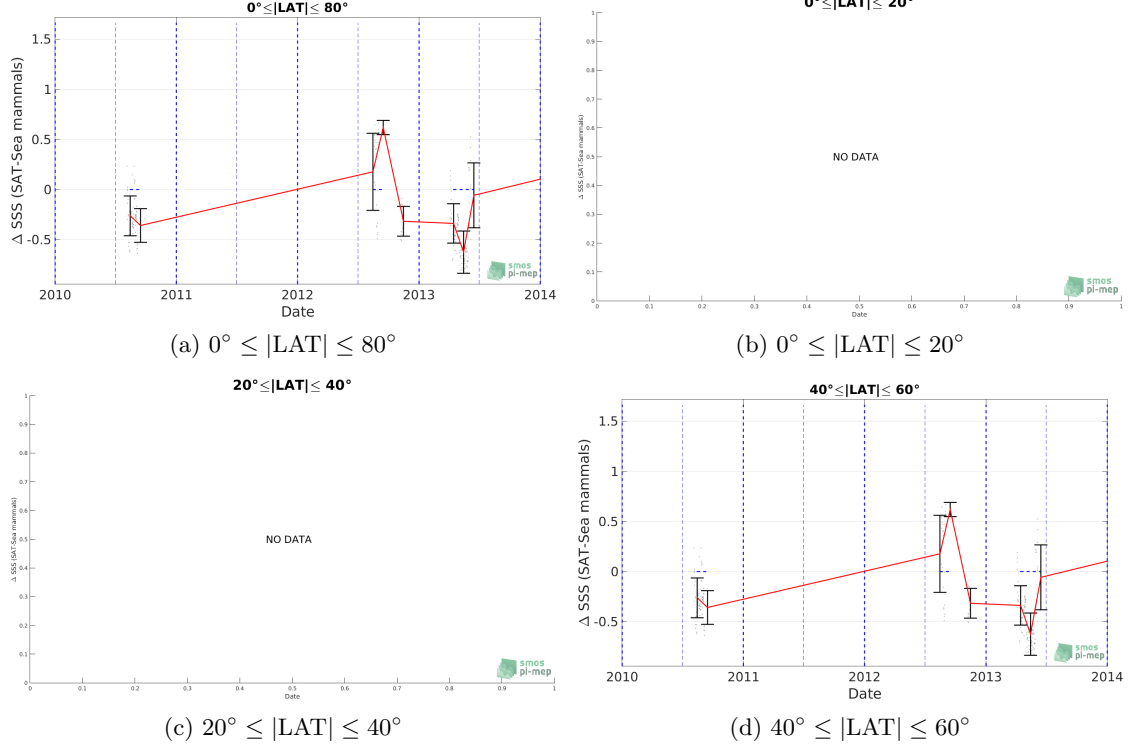 0°≤|LAT|≤ 80°
Δ SSS (SAT-Sea mammals)
1.5
1
0.5
0
-0.5
2010 2011 2012 2013 2014
Date
smos
pi-mep
(a) 0° ≤ |LAT| ≤ 80°
0°≤|LAT|≤ 20°
Δ SSS (SAT-Sea mammals)
1
0.9
0.8
0.7
0.6
0.5
0.4
0.3
0.2
0.1
0
NO DATA
0 0.1 0.2 0.3 0.4 0.5 0.6 0.7 0.8 0.9 1
Date
smos
pi-mep
(b) 0° ≤ |LAT| ≤ 20°
20°≤|LAT|≤ 40°
Δ SSS (SAT-Sea mammals)
1
0.9
0.8
0.7
0.6
0.5
0.4
0.3
0.2
0.1
0
NO DATA
0 0.1 0.2 0.3 0.4 0.5 0.6 0.7 0.8 0.9 1
Date
smos
pi-mep
(c) 20° ≤ |LAT| ≤ 40°
40°≤|LAT|≤ 60°
Δ SSS (SAT-Sea mammals)
1.5
1
0.5
0
-0.5
2010 2011 2012 2013 2014
Date
smos
pi-mep
(d) 40° ≤ |LAT| ≤ 60°